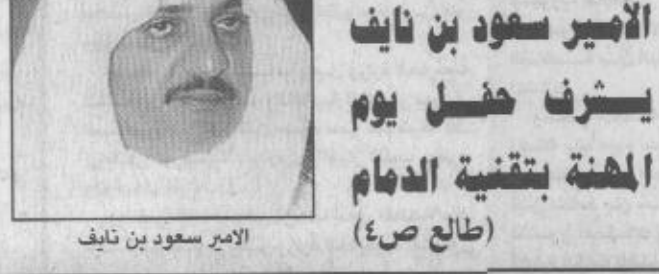 الامير سعود بن نايف
يشرف حفل يوم
المهنة بتقنية الدمام
(طالع ص٤)
الامير سعود بن نايف